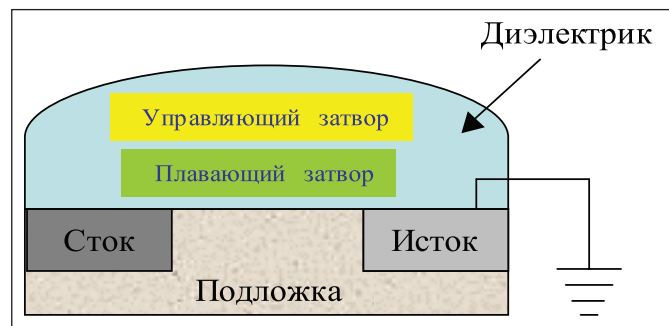 Диэлектрик
Управляющий затвор
Плавающий затвор
Сток
Исток
Подложка